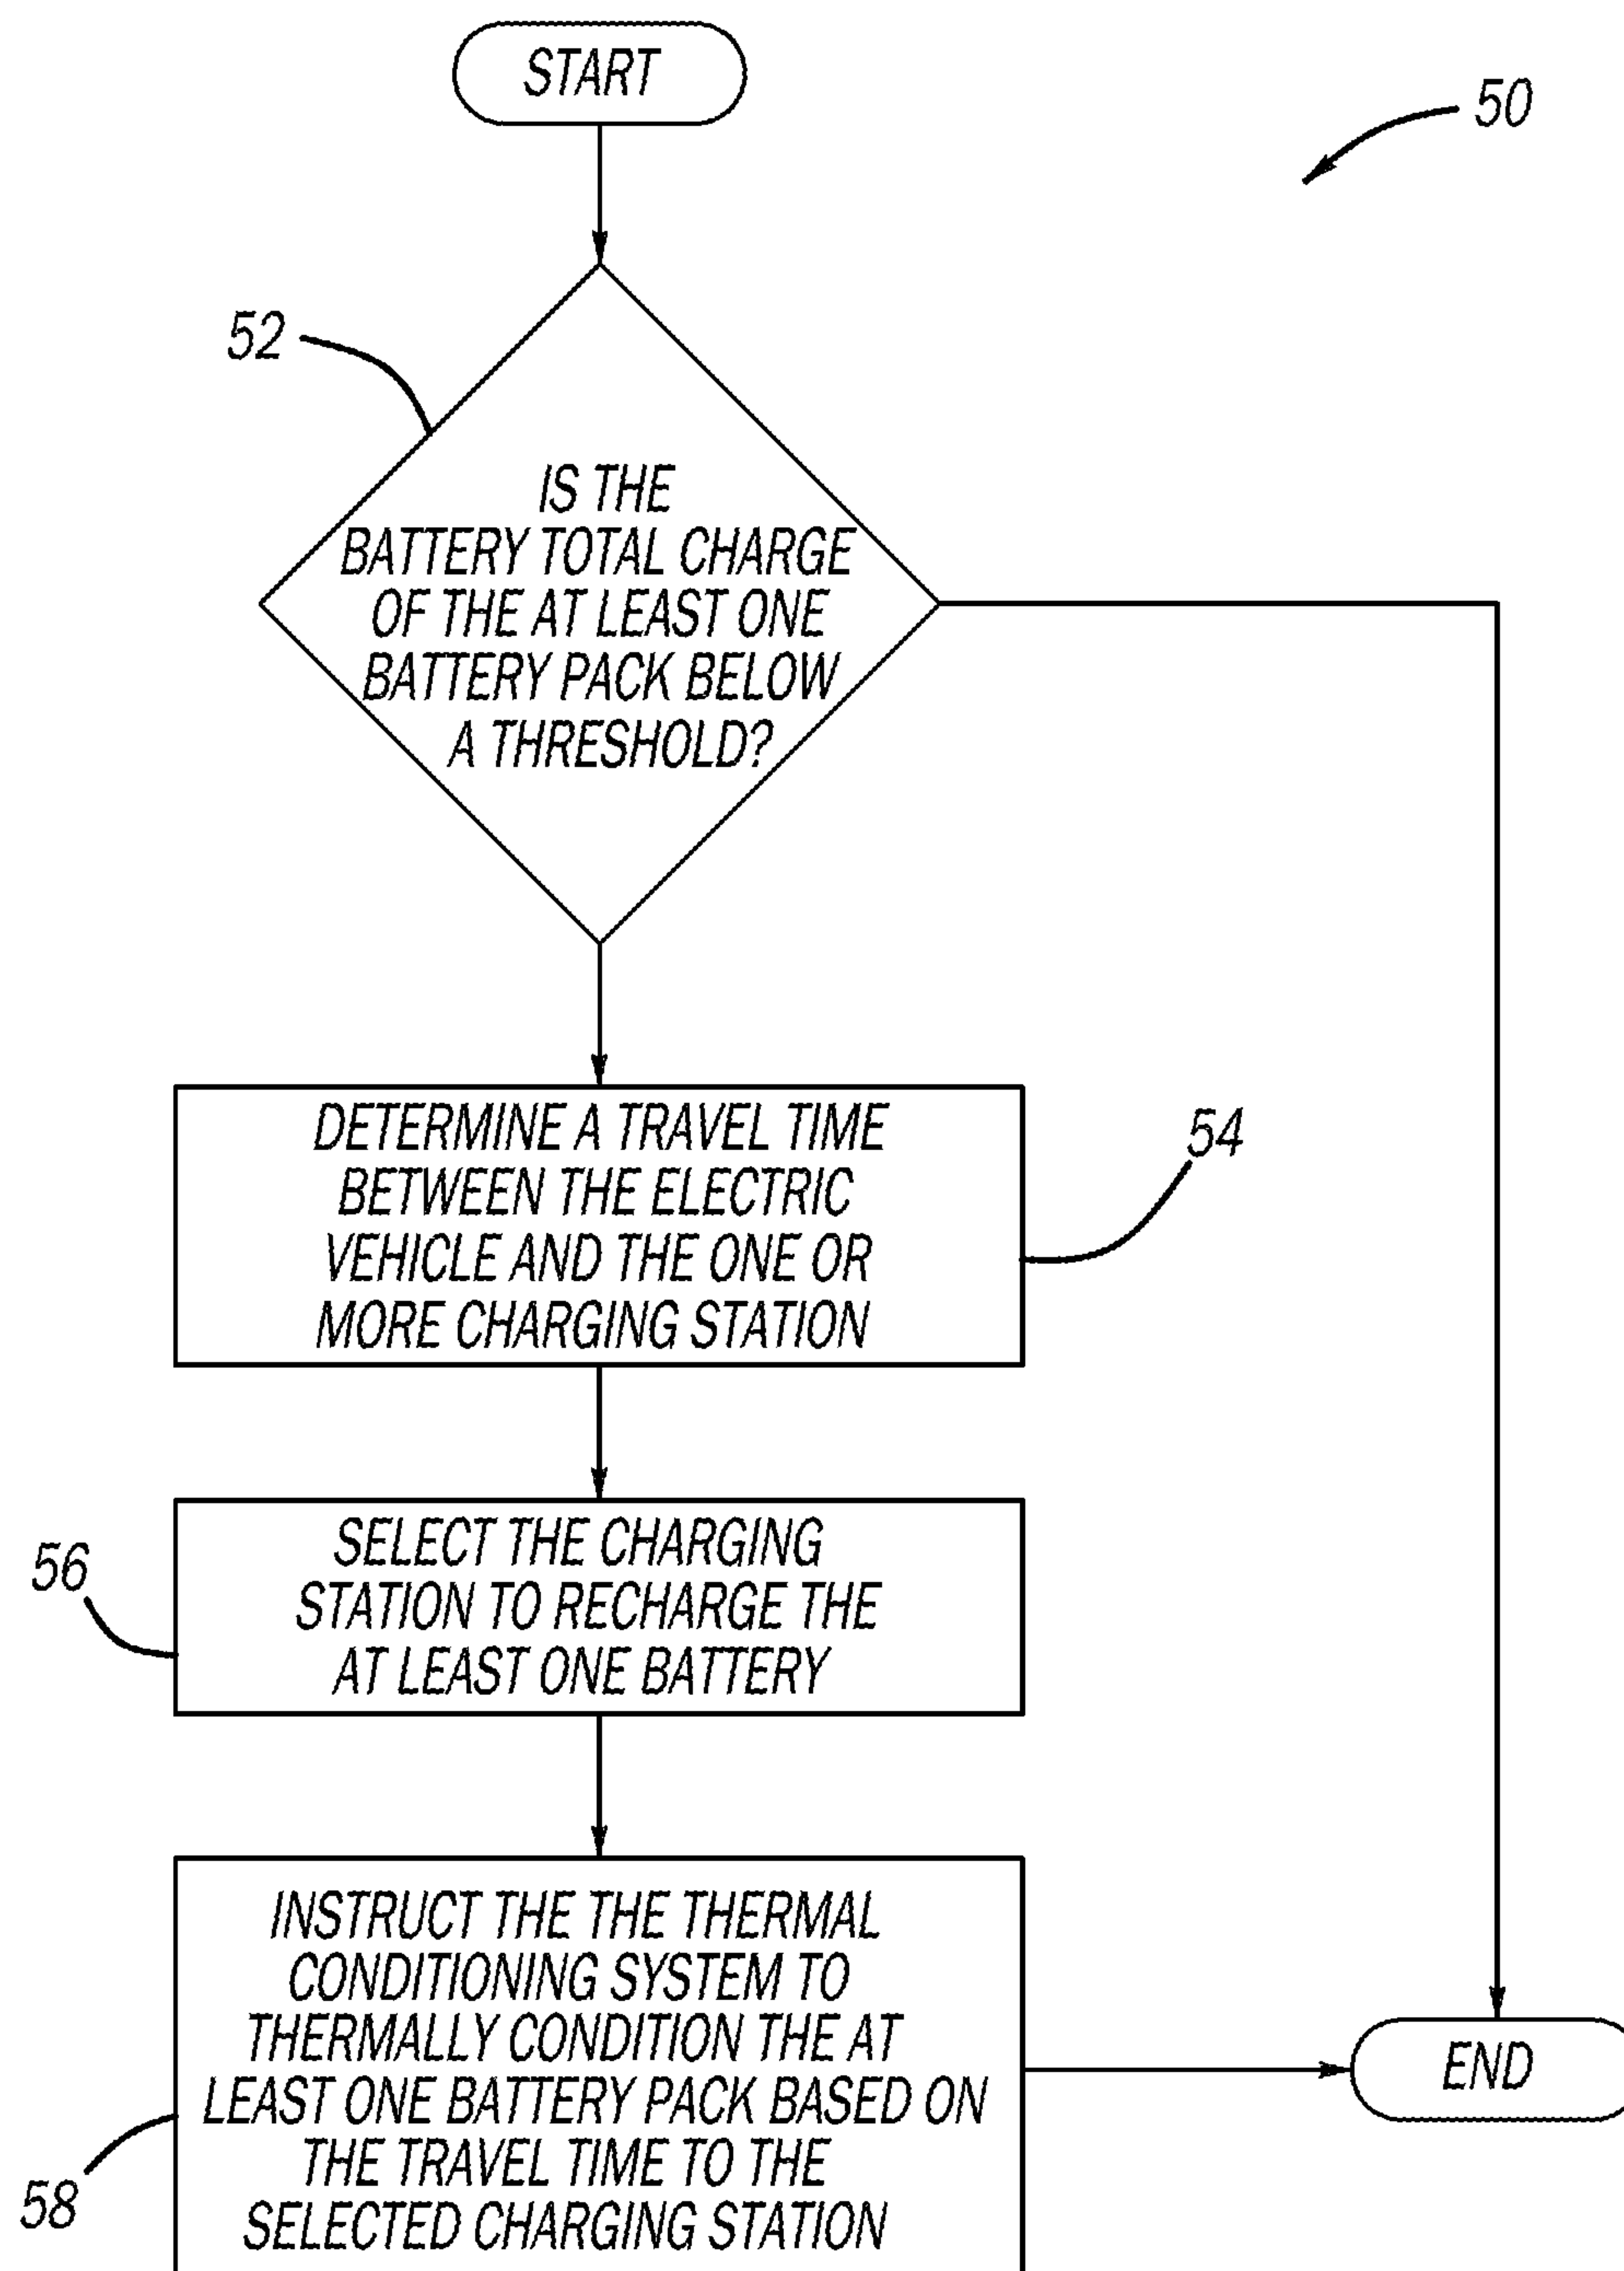 START
50
52
IS THE
BATTERY TOTAL CHARGE
OF THE AT LEAST ONE
BATTERY PACK BELOW
A THRESHOLD?
DETERMINE A TRAVEL TIME
BETWEEN THE ELECTRIC
VEHICLE AND THE ONE OR
MORE CHARGING STATION
54
56
SELECT THE CHARGING
STATION TO RECHARGE THE
AT LEAST ONE BATTERY
INSTRUCT THE THE THERMAL
CONDITIONING SYSTEM TO
THERMALLY CONDITION THE AT
LEAST ONE BATTERY PACK BASED ON
THE TRAVEL TIME TO THE
SELECTED CHARGING STATION
58
END